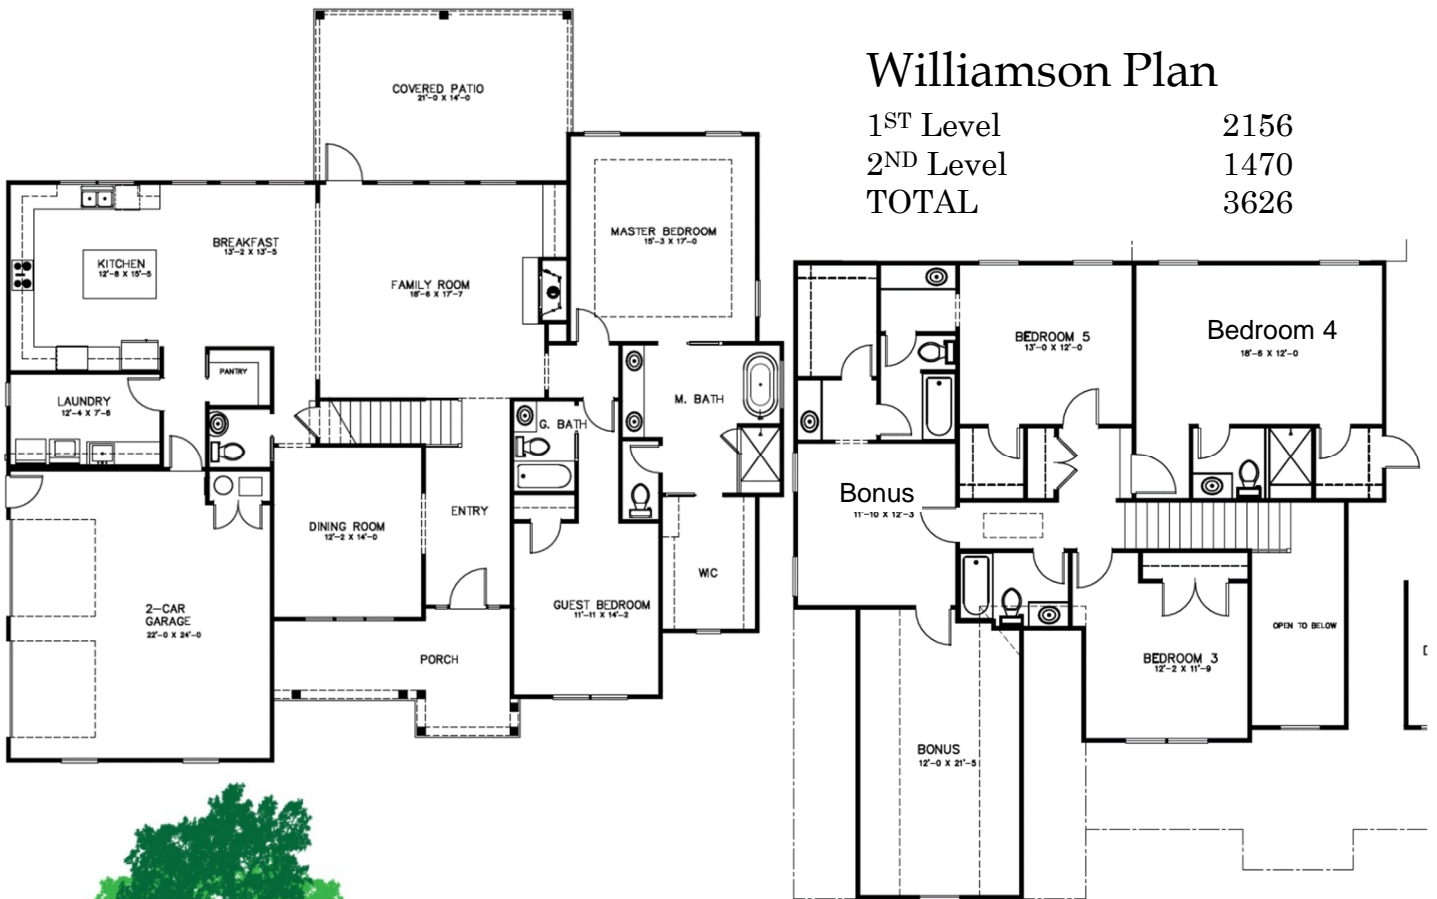 Williamson Plan
1ST Level 2156
2ND Level 1470
TOTAL 3626
COVERED PATIO
21'-0 X 14'-0
MASTER BEDROOM
15'-3 X 17'-0
BREAKFAST
13'-2 X 13'-5
KITCHEN
12'-8 X 15'-5
FAMILY ROOM
18'-6 X 17'-7
PANTRY
LAUNDRY
12'-4 X 7'-6
M. BATH
G. BATH
ENTRY
DINING ROOM
12'-2 X 14'-0
WIC
2-CAR
GARAGE
22'-0 X 24'-0
GUEST BEDROOM
11'-11 X 14'-2
PORCH
BEDROOM 5
13'-0 X 12'-0
Bedroom 4
18'-6 X 12'-0
Bonus
11'-10 X 12'-3
OPEN TO BELOW
BEDROOM 3
12'-2 X 11'-9
BONUS
12'-0 X 21'-5